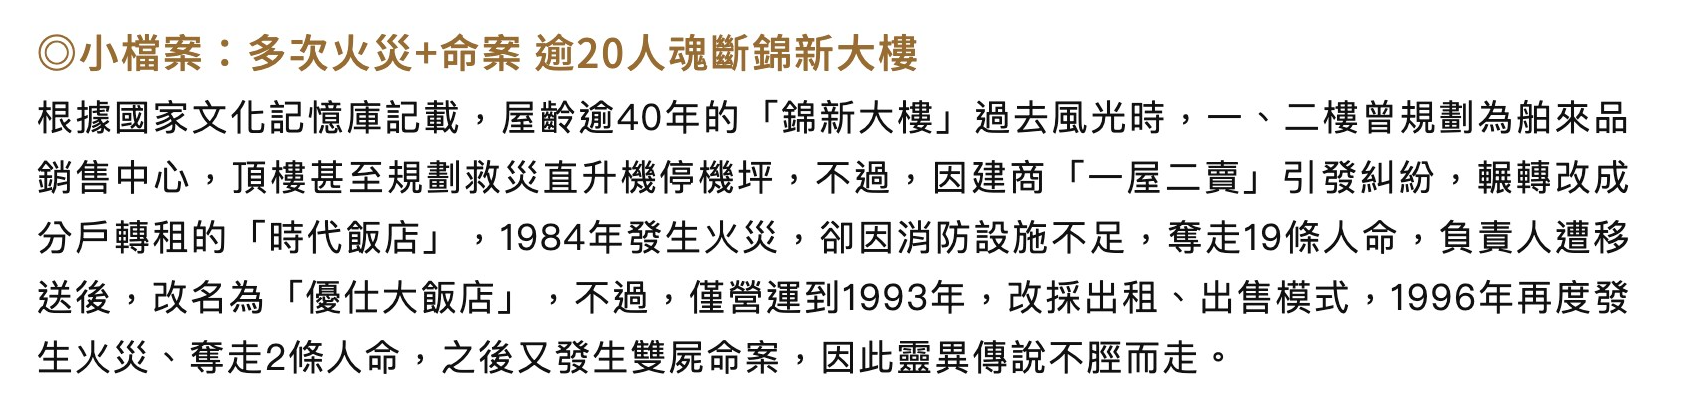 ◎小檔案：多次火災+命案 逾20人魂斷錦新大樓
根據國家文化記憶庫記載，屋齡逾40年的「錦新大樓」過去風光時，一、二樓曾規劃為舶來品
銷售中心，頂樓甚至規劃救災直升機停機坪，不過，因建商「一屋二賣」引發糾紛，輾轉改成
分戶轉租的「時代飯店」，1984年發生火災，卻因消防設施不足，奪走19條人命，負責人遭移
送後，改名為「優仕大飯店」，不過，僅營運到1993年，改採出租、出售模式，1996年再度發
生火災、奪走2條人命，之後又發生雙屍命案，因此靈異傳說不脛而走。